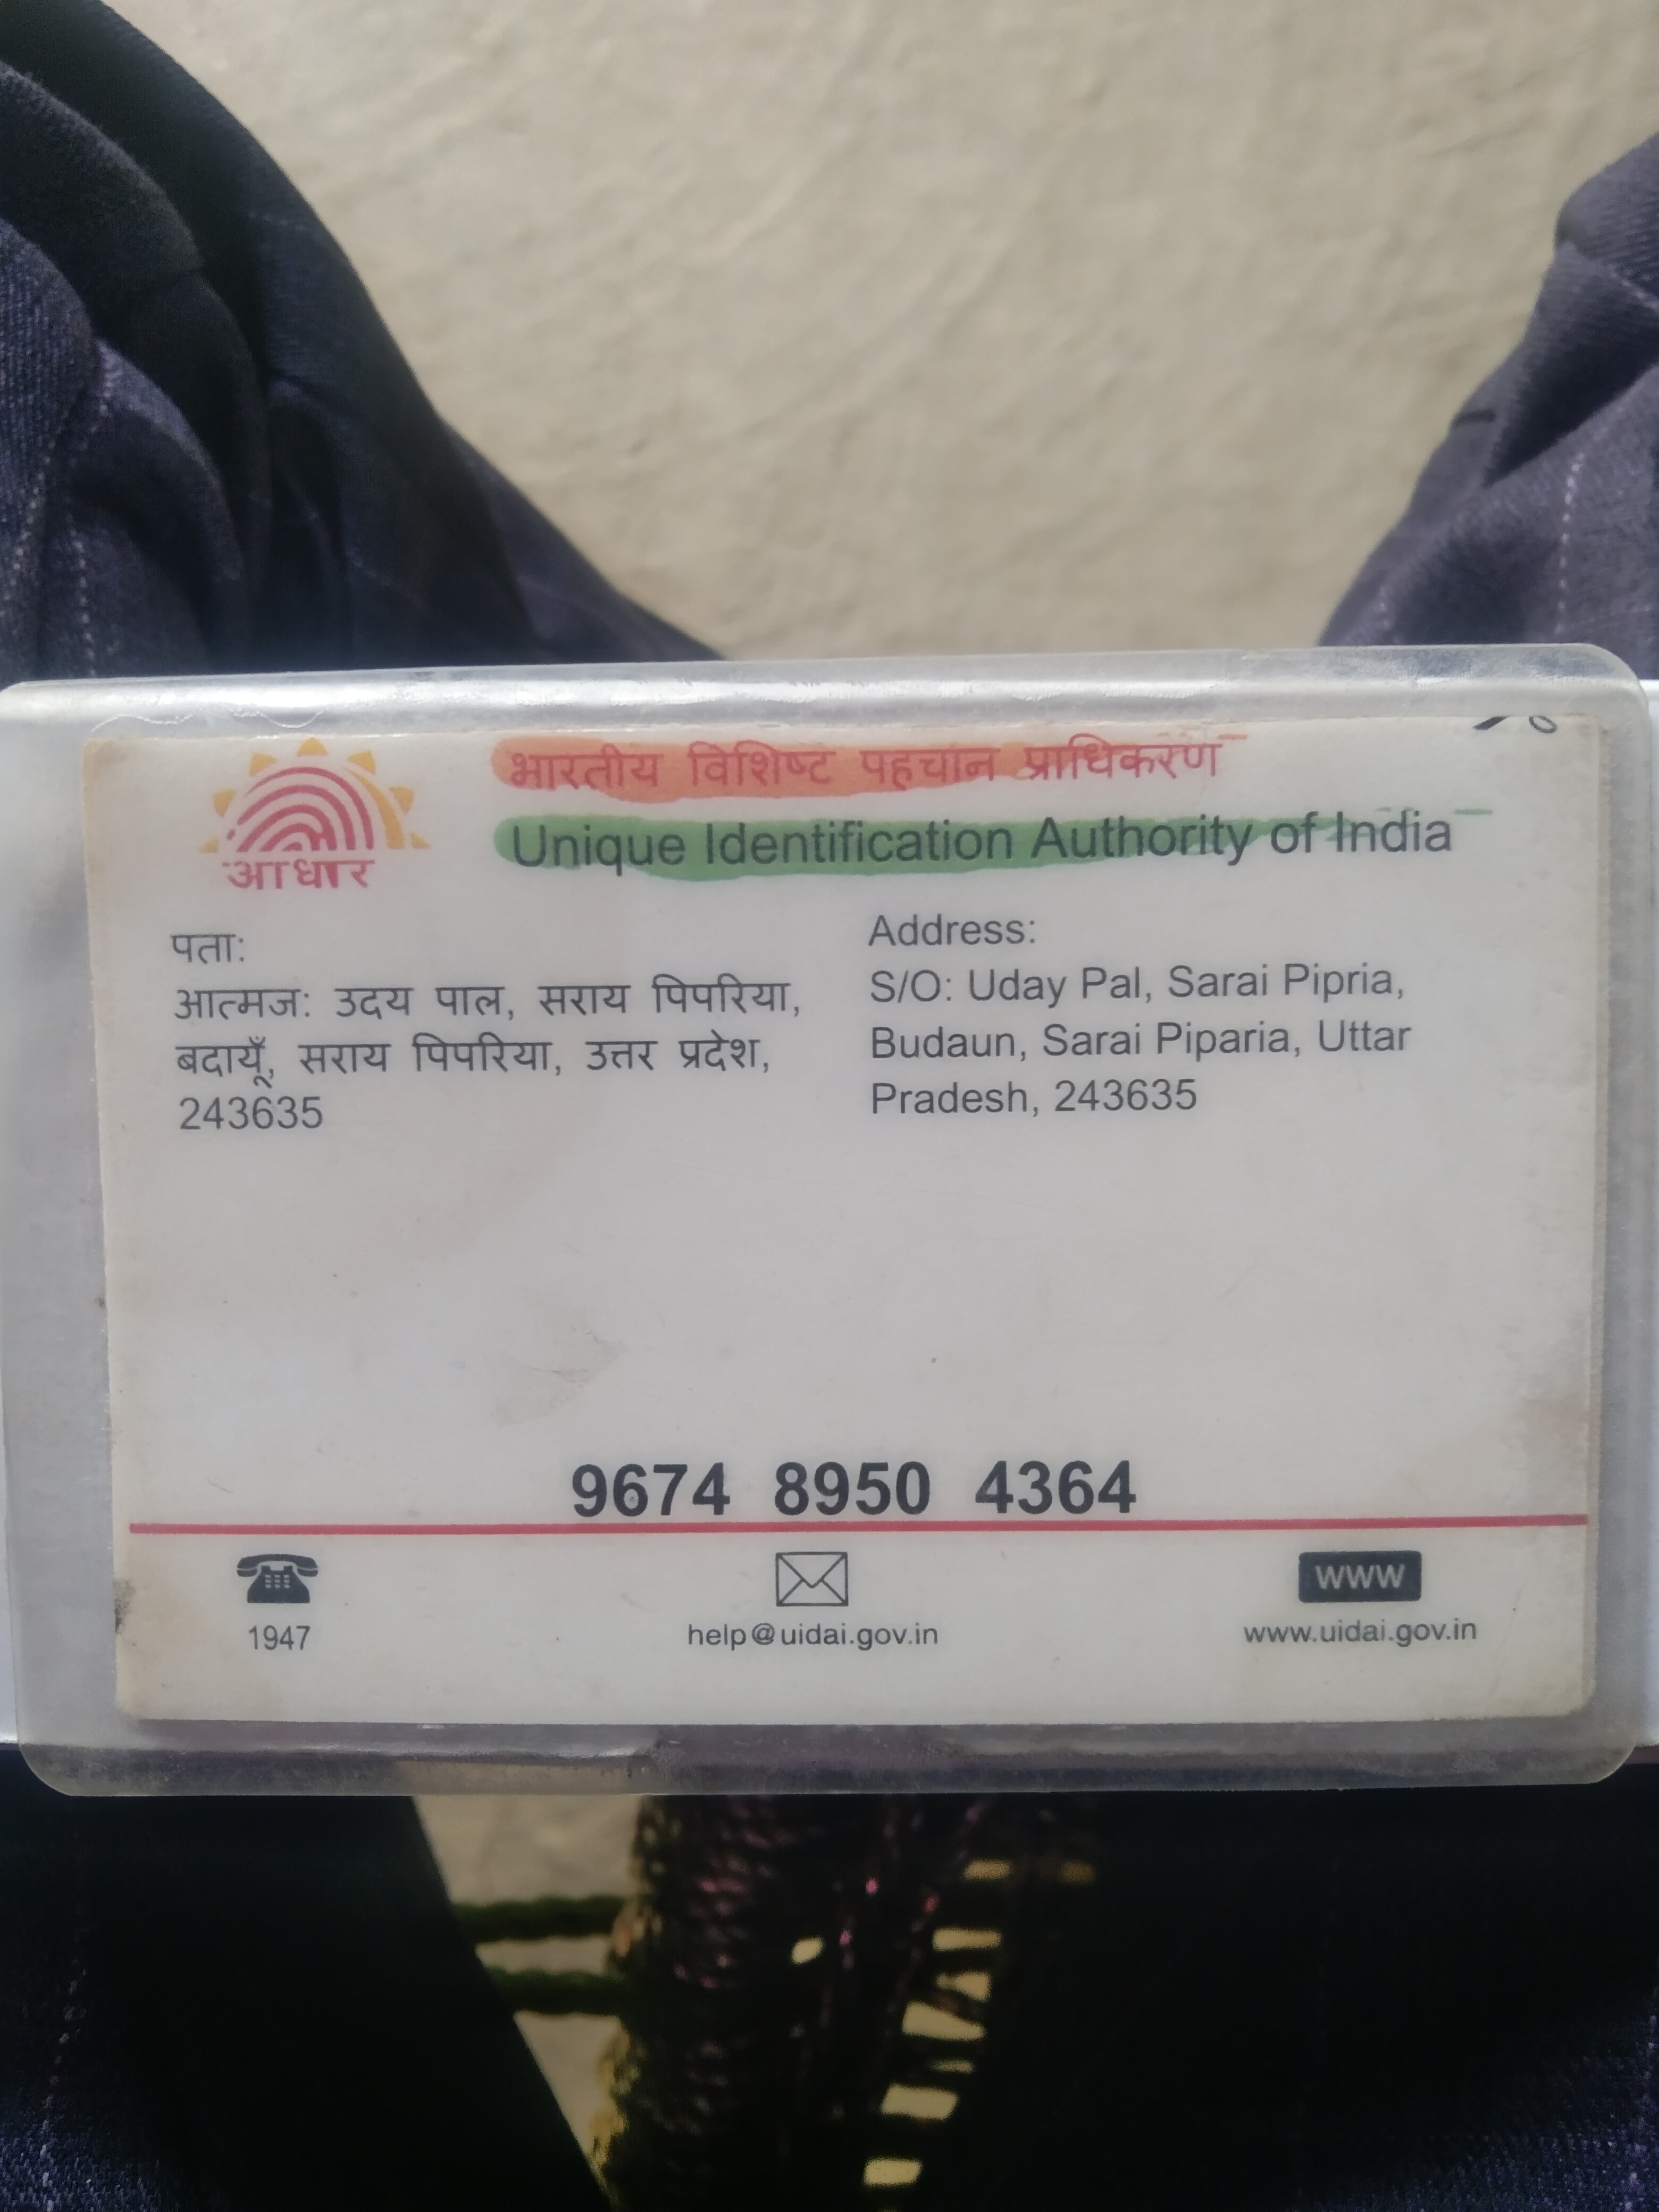 आधार
भारतीय विशिष्ट पहचान प्राधिकरण
Unique Identification Authority of India
पता:
आत्मज: उदय पाल, सराय पिपरिया,
बदायूँ, सराय पिपरिया, उत्तर प्रदेश,
243635
Address:
S/O: Uday Pal, Sarai Pipria,
Budaun, Sarai Piparia, Uttar
Pradesh, 243635
9674 8950 4364
1947
help@uidai.gov.in
WWW
www.uidai.gov.in